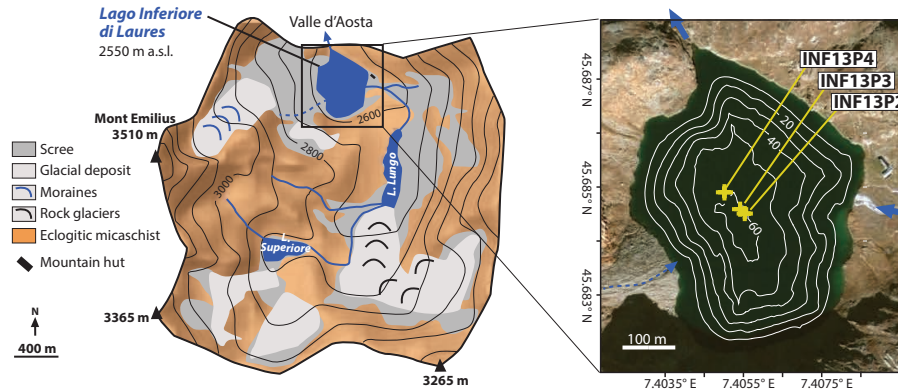 Lago Inferiore
di Laures
2550 m a.s.l.
Valle d'Aosta
Mont Emilius
3510 m
Scree
Glacial deposit
Moraines
Rock glaciers
Eclogitic micaschist
Mountain hut
N
400 m
3365 m
3265 m
2600
2800
3000
L. Lungo
L.
Superiore
INF13P4
INF13P3
INF13P2
20
40
60
100 m
45.687° N
45.685° N
45.683° N
7.4035° E
7.4055° E
7.4075° E